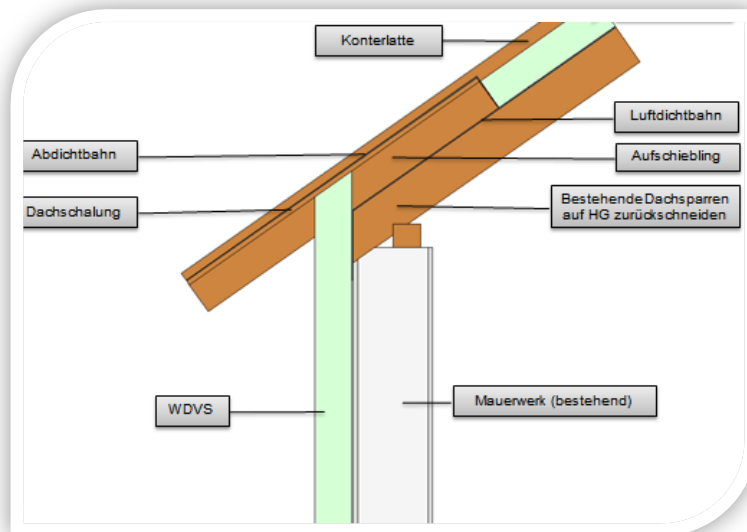 Konterlatte
Luftdichtbahn
Abdichtbahn
Aufschiebling
Dachschalung
Bestehende Dachsparren
auf HG zurückschneiden
WDVS
Mauerwerk (bestehend)